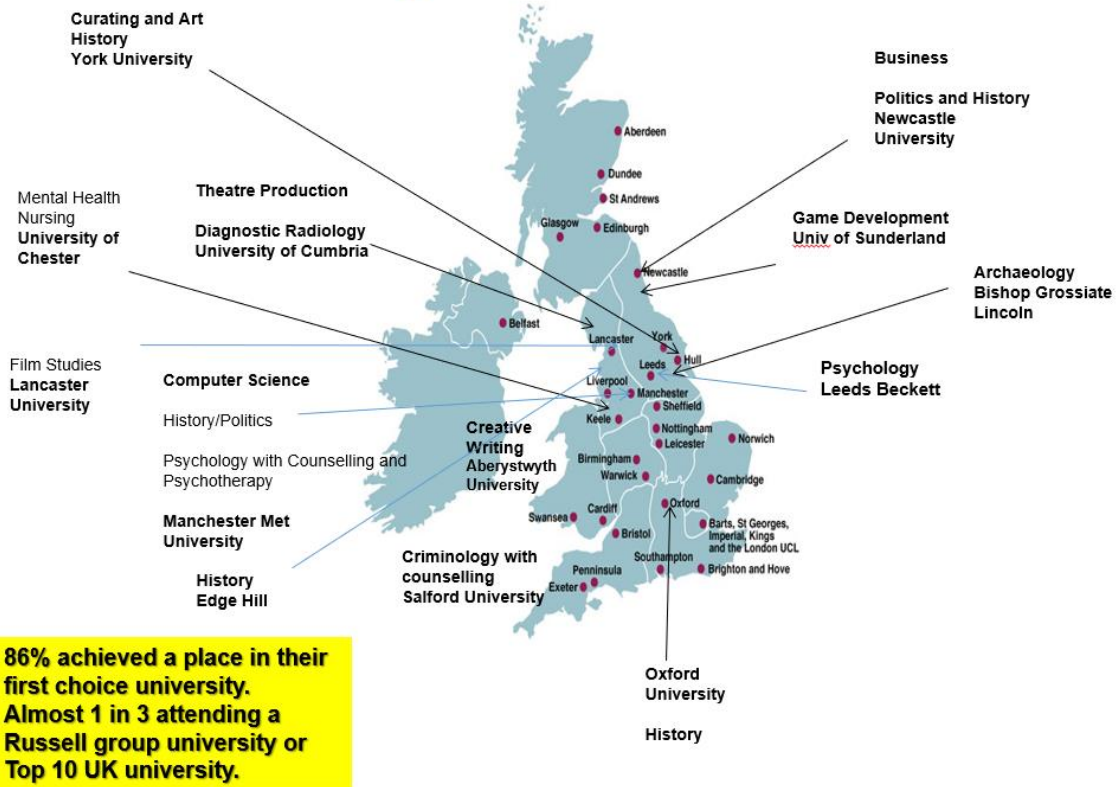 Curating and Art
History
York University
Business
Politics and History
Newcastle
University
Mental Health
Nursing
University of
Chester
Theatre Production
Diagnostic Radiology
University of Cumbria
Game Development
Univ of Sunderland
Archaeology
Bishop Grossiate
Lincoln
Film Studies
Lancaster
University
Computer Science
History/Politics
Psychology with Counselling and
Psychotherapy
Manchester Met
University
History
Edge Hill
Creative
Writing
Aberystwyth
University
Criminology with
counselling
Salford University
Psychology
Leeds Beckett
Oxford
University
History
Aberdeen
Dundee
St Andrews
Glasgow
Edinburgh
Newcastle
Belfast
Lancaster
York
Hull
Leeds
Liverpool
Manchester
Sheffield
Keele
Nottingham
Leicester
Norwich
Birmingham
Warwick
Cambridge
Oxford
Swansea
Cardiff
Bristol
Barts, St Georges,
Imperial, Kings
and the London UCL
Southampton
Brighton and Hove
Penninsula
Exeter
86% achieved a place in their
first choice university.
Almost 1 in 3 attending a
Russell group university or
Top 10 UK university.